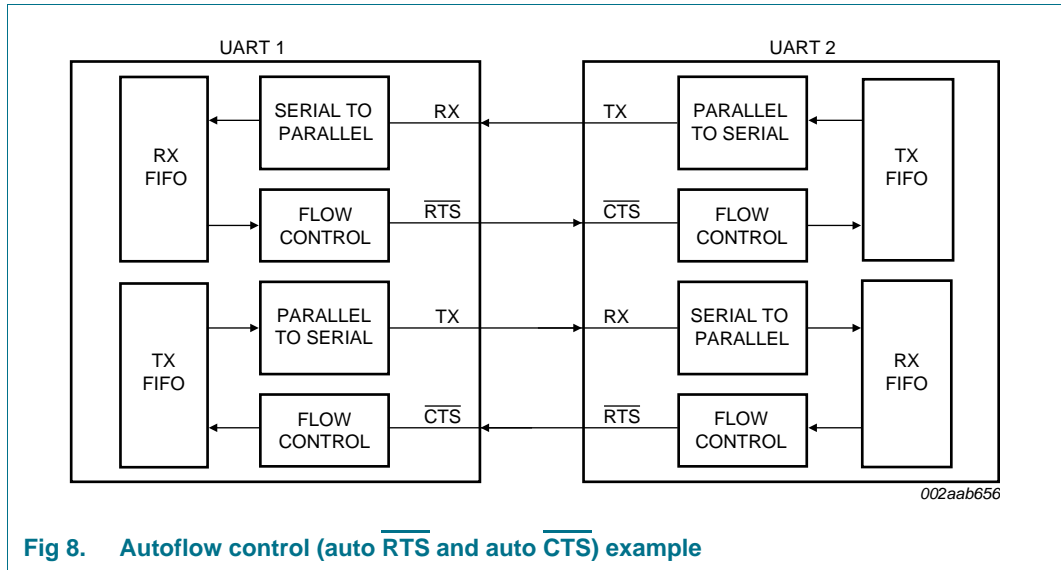 UART 1
UART 2
SERIAL TO
PARALLEL
RX
TX
PARALLEL
TO SERIAL
RX
FIFO
TX
FIFO
FLOW
CONTROL
RTS
CTS
FLOW
CONTROL
PARALLEL
TO SERIAL
TX
RX
SERIAL TO
PARALLEL
TX
FIFO
RX
FIFO
FLOW
CONTROL
CTS
RTS
FLOW
CONTROL
002aab656
Fig 8. Autoflow control (auto RTS and auto CTS) example